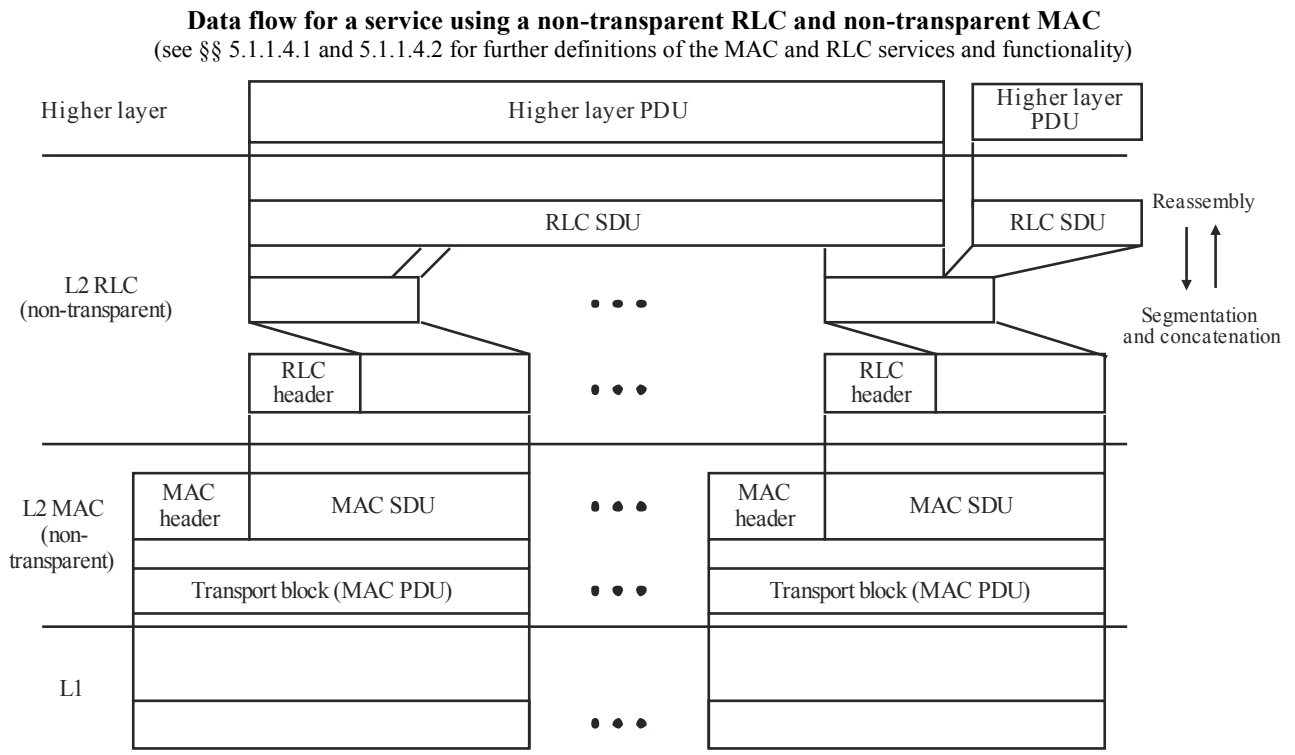 Data flow for a service using a non-transparent RLC and non-transparent MAC
(see §§ 5.1.1.4.1 and 5.1.1.4.2 for further definitions of the MAC and RLC services and functionality)
Higher layer
Higher layer PDU
Higher layer
PDU
RLC SDU
RLC SDU
Reassembly
L2 RLC
(non-transparent)
Segmentation
and concatenation
RLC
header
RLC
header
L2 MAC
(non-
transparent)
MAC
header
MAC SDU
MAC
header
MAC SDU
Transport block (MAC PDU)
Transport block (MAC PDU)
L1